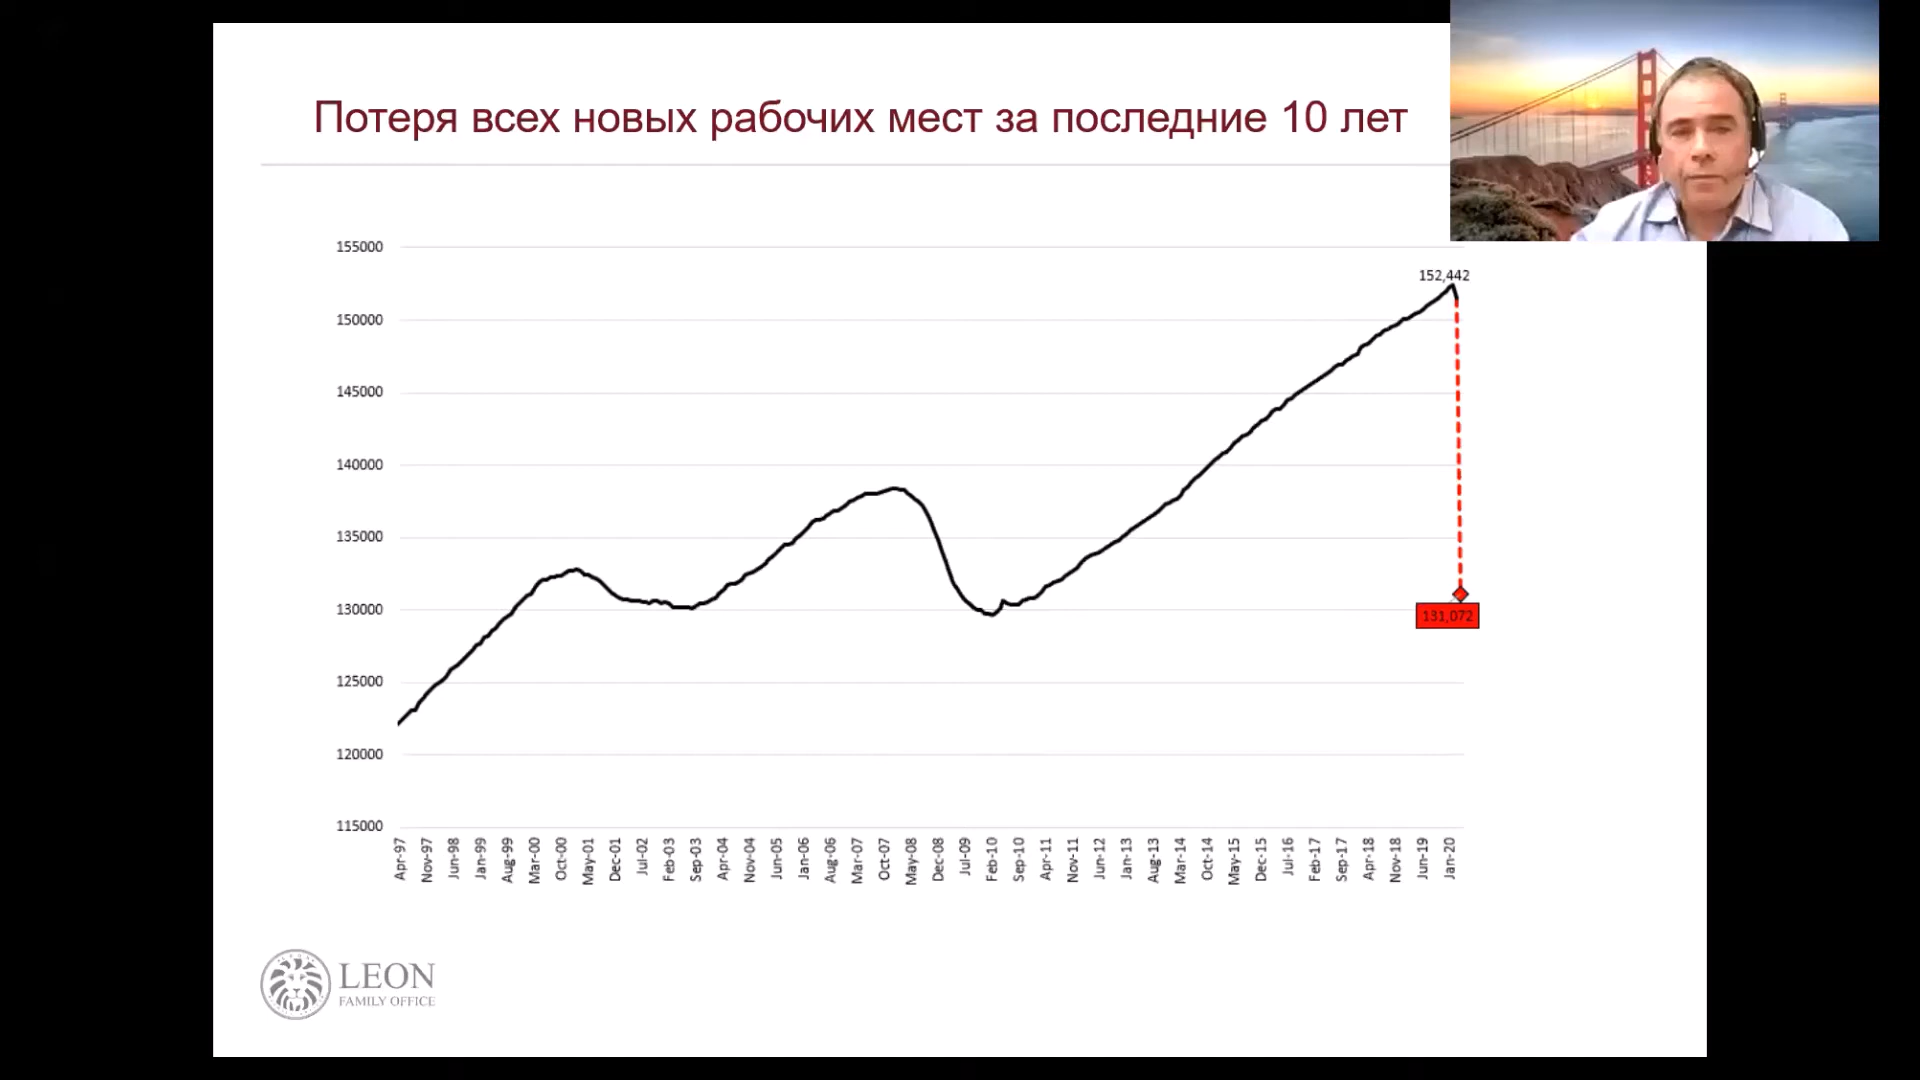 Потеря всех новых рабочих мест за последние 10 лет
155000
152,442
150000
145000
140000
135000
130000
131,072
125000
120000
115000
Apr-97
Nov-97
Jun-98
Jan-99
Aug-99
Mar-00
Oct-00
May-01
Dec-01
Jul-02
Feb-03
Sep-03
Apr-04
Nov-04
Jun-05
Jan-06
Aug-06
Mar-07
Oct-07
May-08
Dec-08
Jul-09
Feb-10
Sep-10
Apr-11
Nov-11
Jun-12
Jan-13
Aug-13
Mar-14
Oct-14
May-15
Dec-15
Jul-16
Feb-17
Sep-17
Apr-18
Nov-18
Jun-19
Jan-20
LEON
FAMILY OFFICE